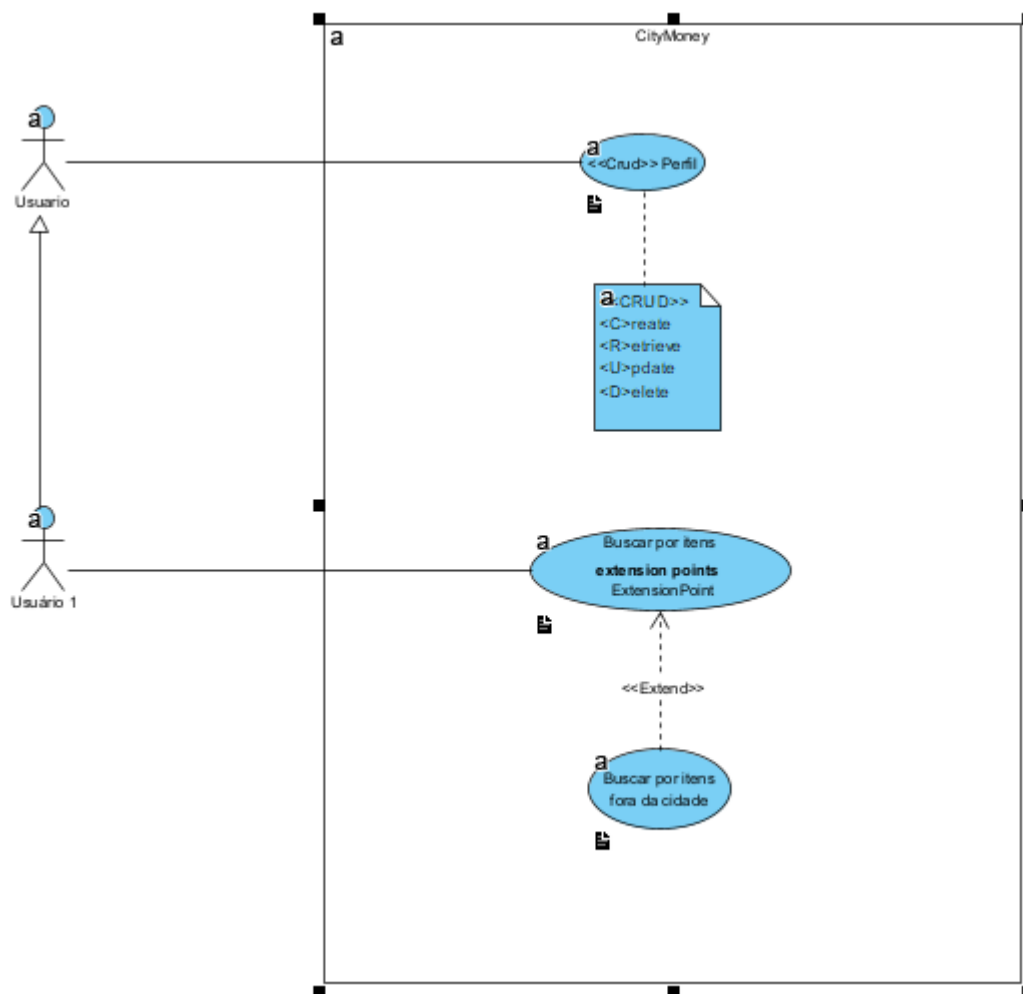 a
CityMoney
a
Usuario
a
<<Crud>> Perfil
a
<CRUD>>
<C>reate
<R>etrieve
<U>pdate
<D>elete
a
Usuário 1
a
Buscar por itens
extension points
ExtensionPoint
<<Extend>>
a
Buscar por itens
fora da cidade